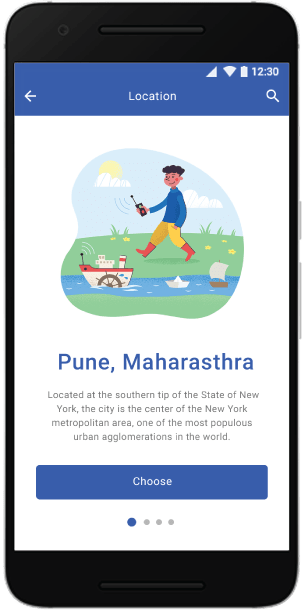 12:30
Location
Pune, Maharasthra
Located at the southern tip of the State of New
York, the city is the center of the New York
metropolitan area, one of the most populous
urban agglomerations in the world.
Choose